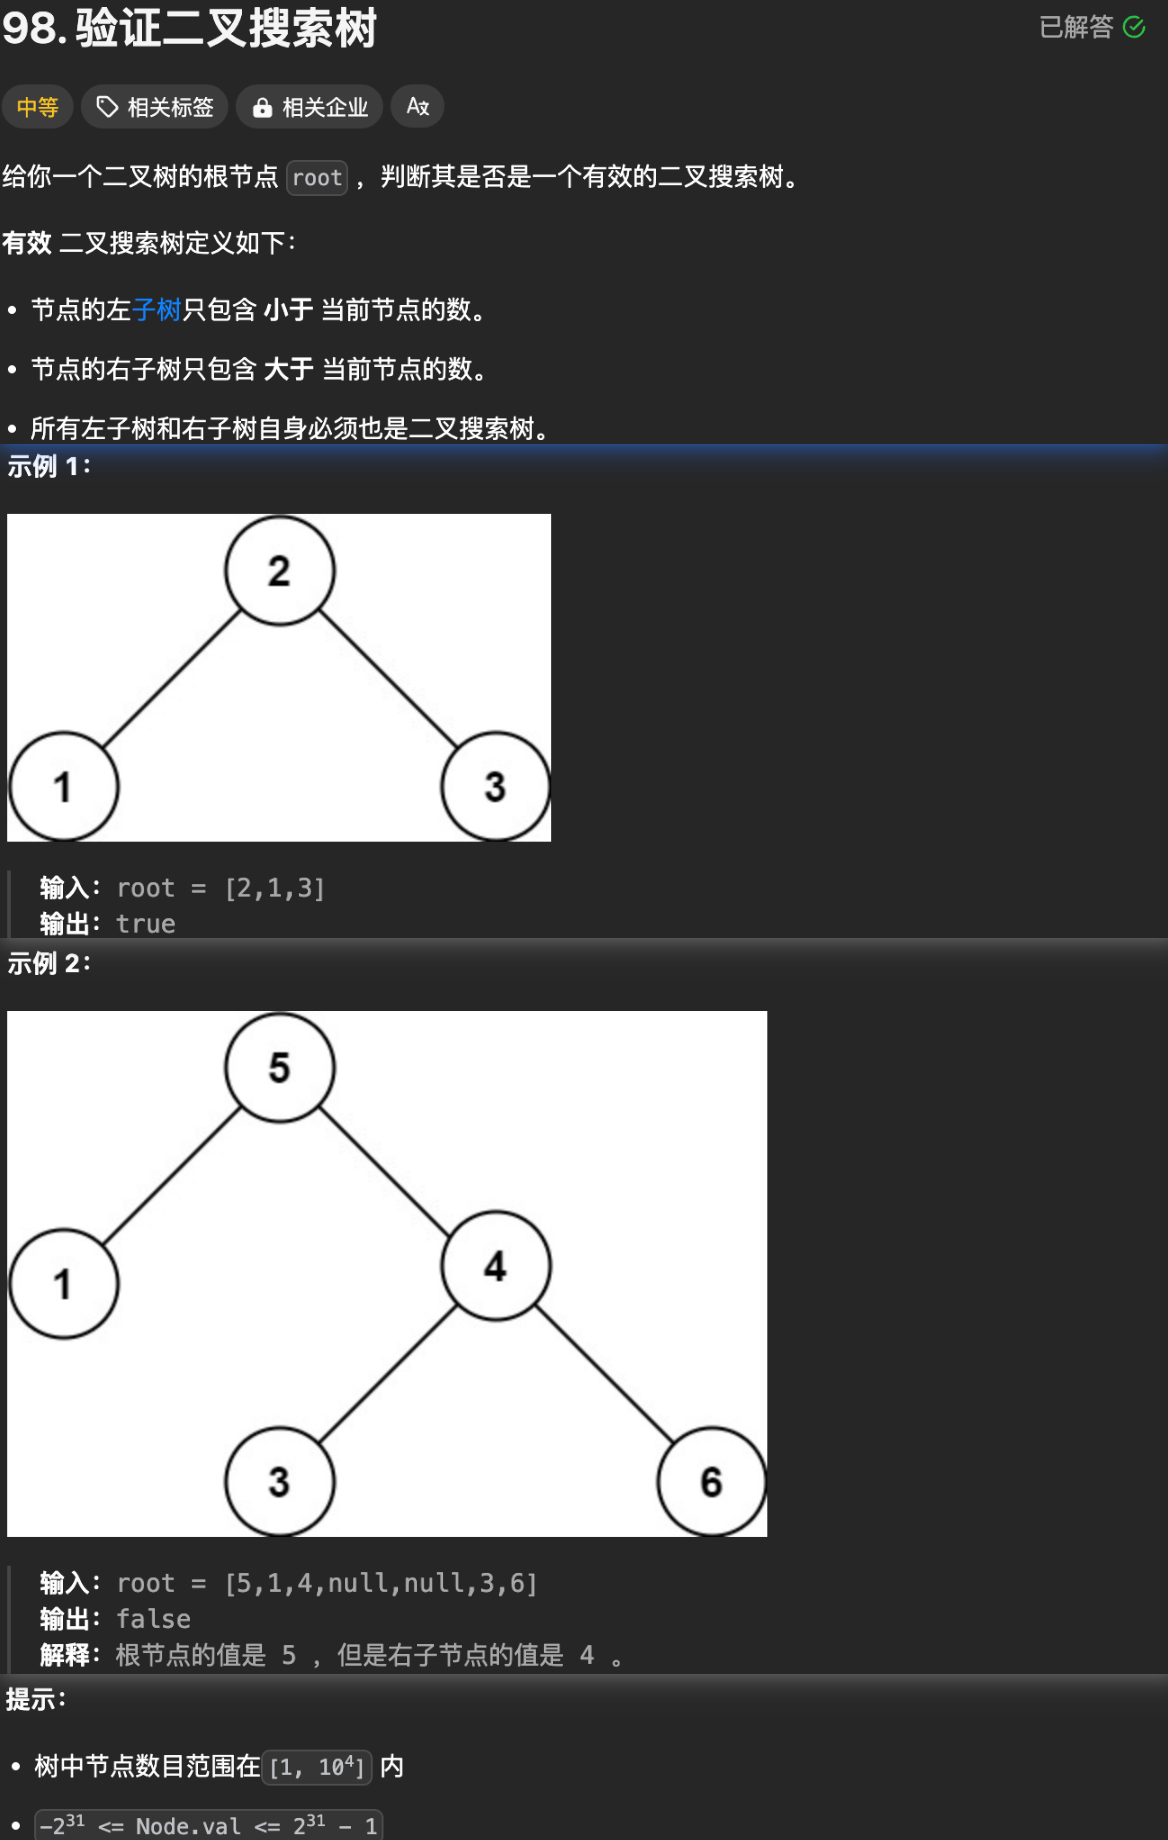 98. 验证二叉搜索树
已解答
中等 相关标签 相关企业
给你一个二叉树的根节点 root ，判断其是否是一个有效的二叉搜索树。
有效 二叉搜索树定义如下：
• 节点的左子树只包含 小于 当前节点的数。
• 节点的右子树只包含 大于 当前节点的数。
• 所有左子树和右子树自身必须也是二叉搜索树。
示例 1：
2
1 3
输入：root = [2,1,3]
输出：true
示例 2：
5
1 4
3 6
输入：root = [5,1,4,null,null,3,6]
输出：false
解释：根节点的值是 5 ，但是右子节点的值是 4 。
提示：
• 树中节点数目范围在[1, 10⁴] 内
• -2³¹ <= Node.val <= 2³¹ - 1